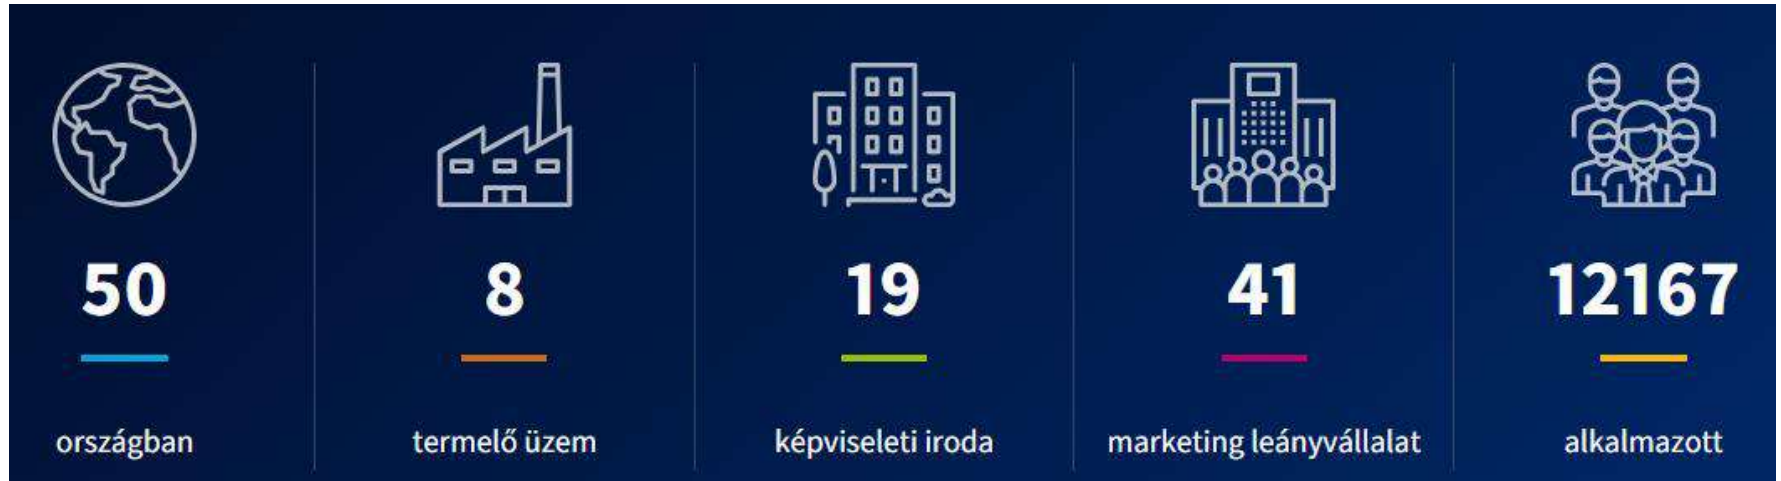 50
8
19
41
12167
országban
termelő üzem
képviseleti iroda
marketing leányvállalat
alkalmazott